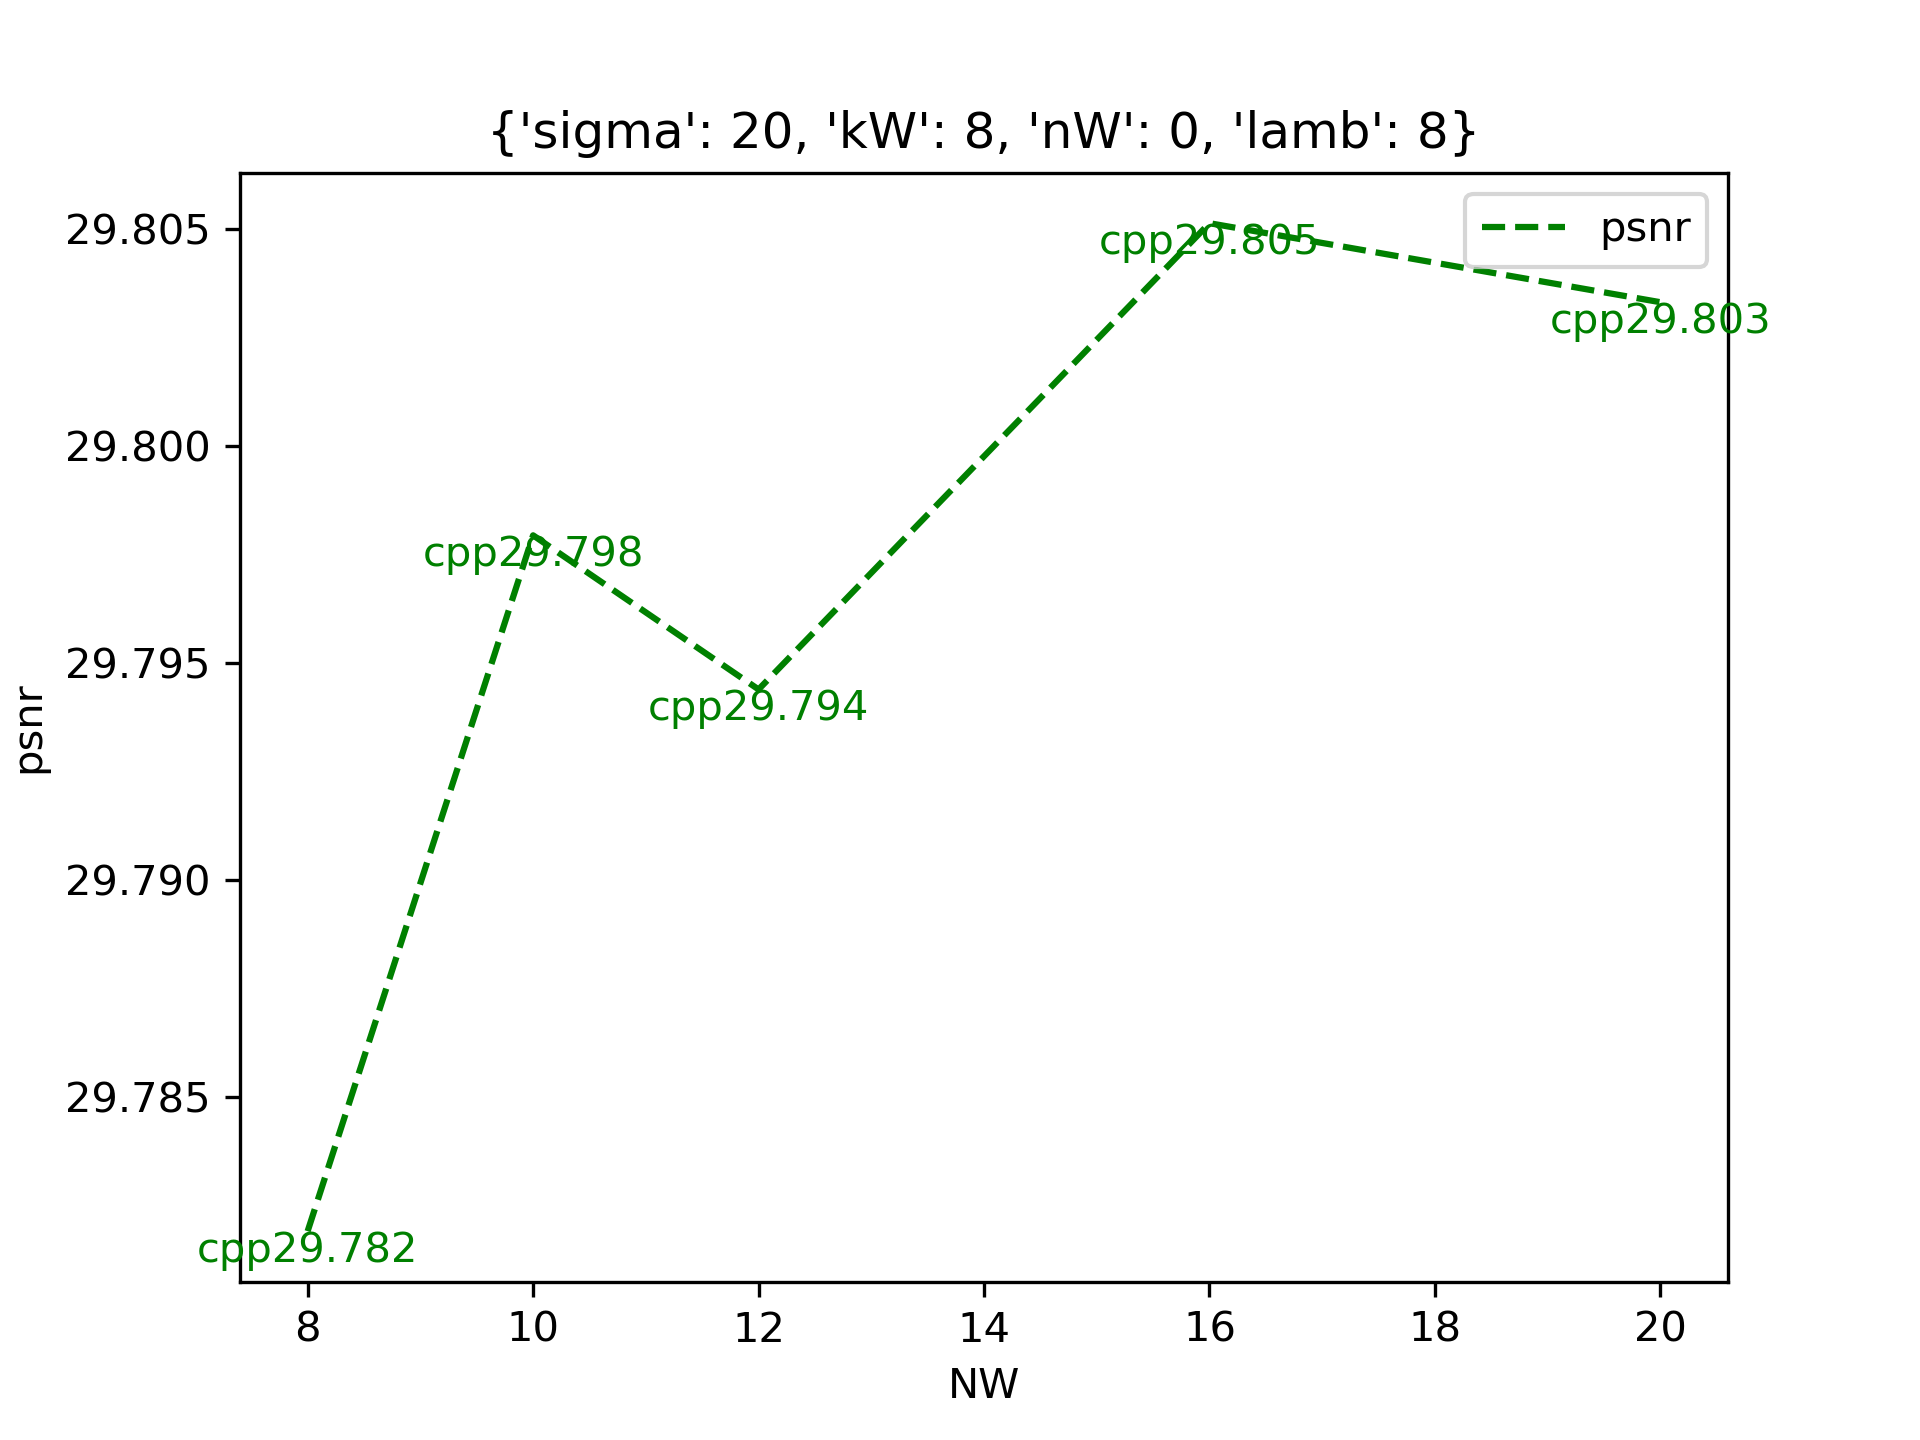 {'sigma': 20, 'kW': 8, 'nW': 0, 'lamb': 8}
psnr
29.805
29.800
29.795
29.790
29.785
psnr
cpp29.805
cpp29.803
cpp29.798
cpp29.794
cpp29.782
8 10 12 14 16 18 20
NW